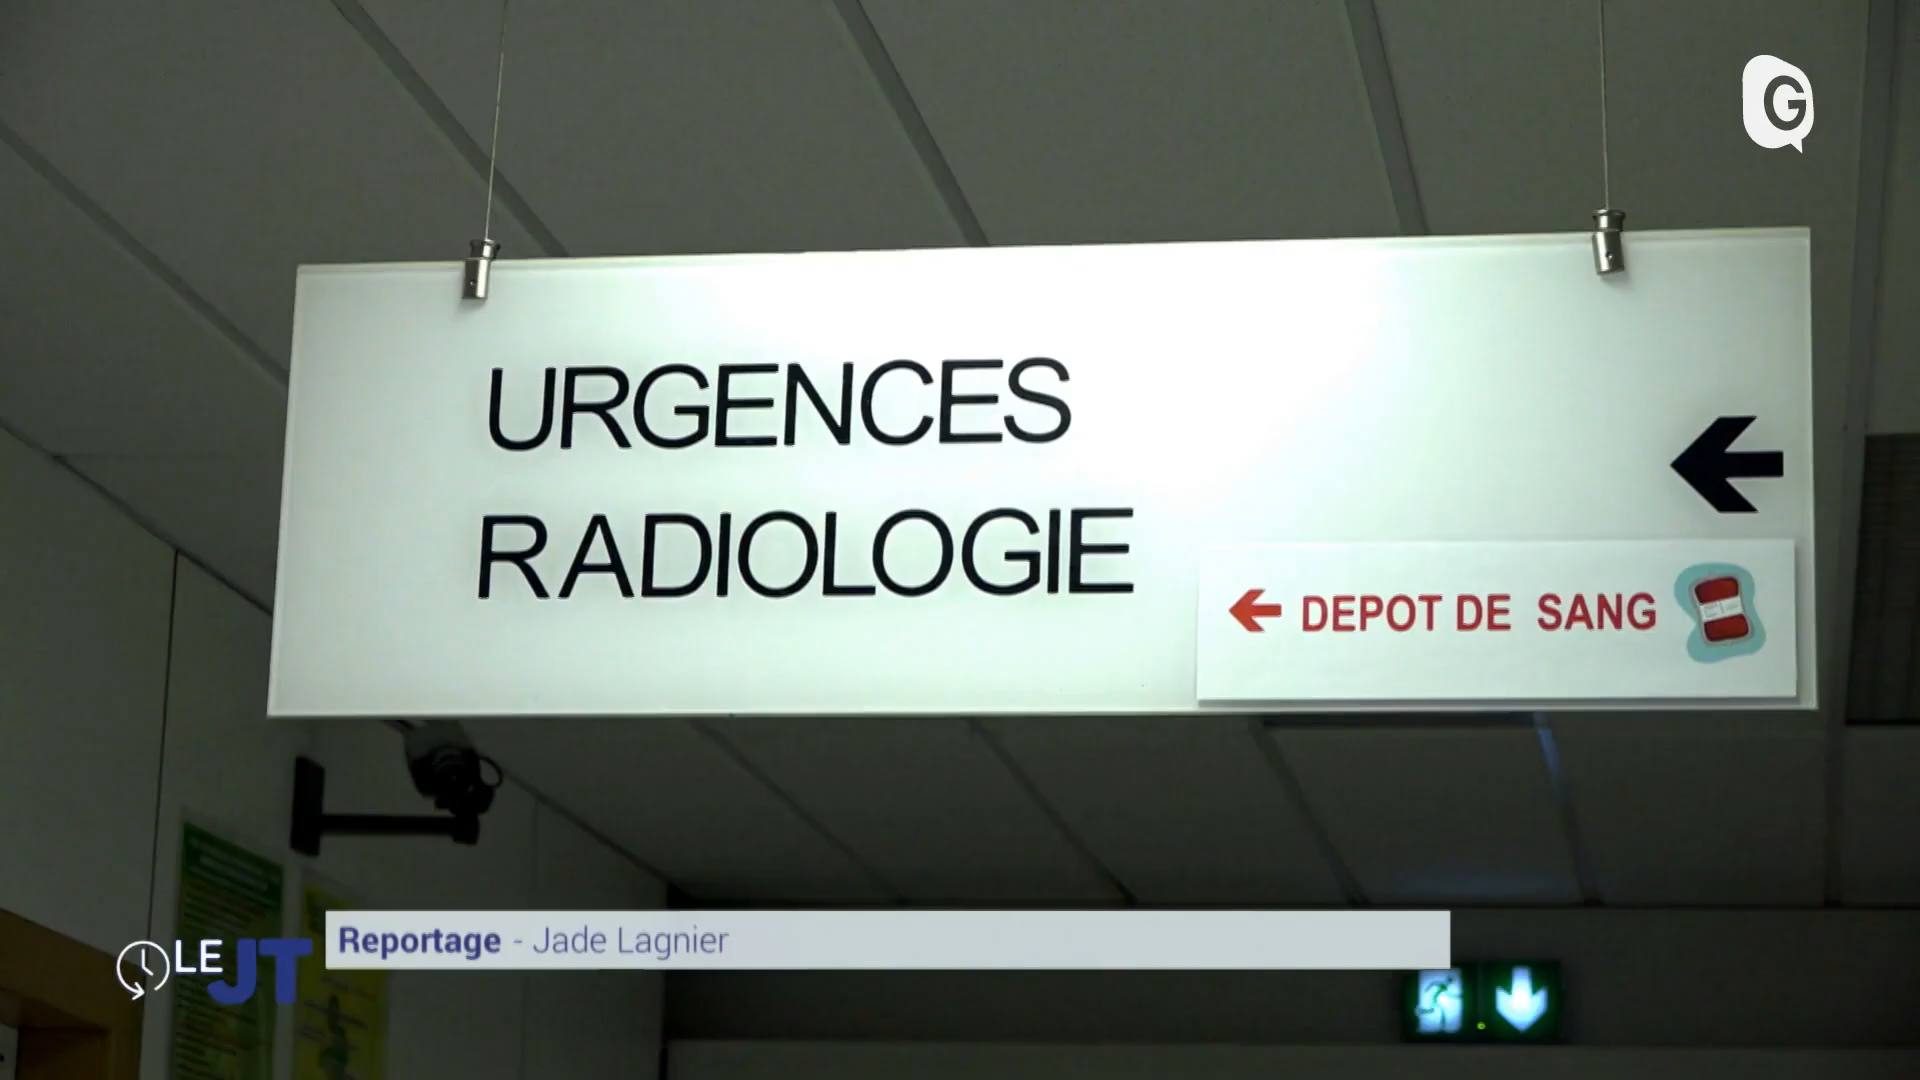 G
URGENCES
RADIOLOGIE
DEPOT DE SANG
Reportage - Jade Lagnier
LE JT